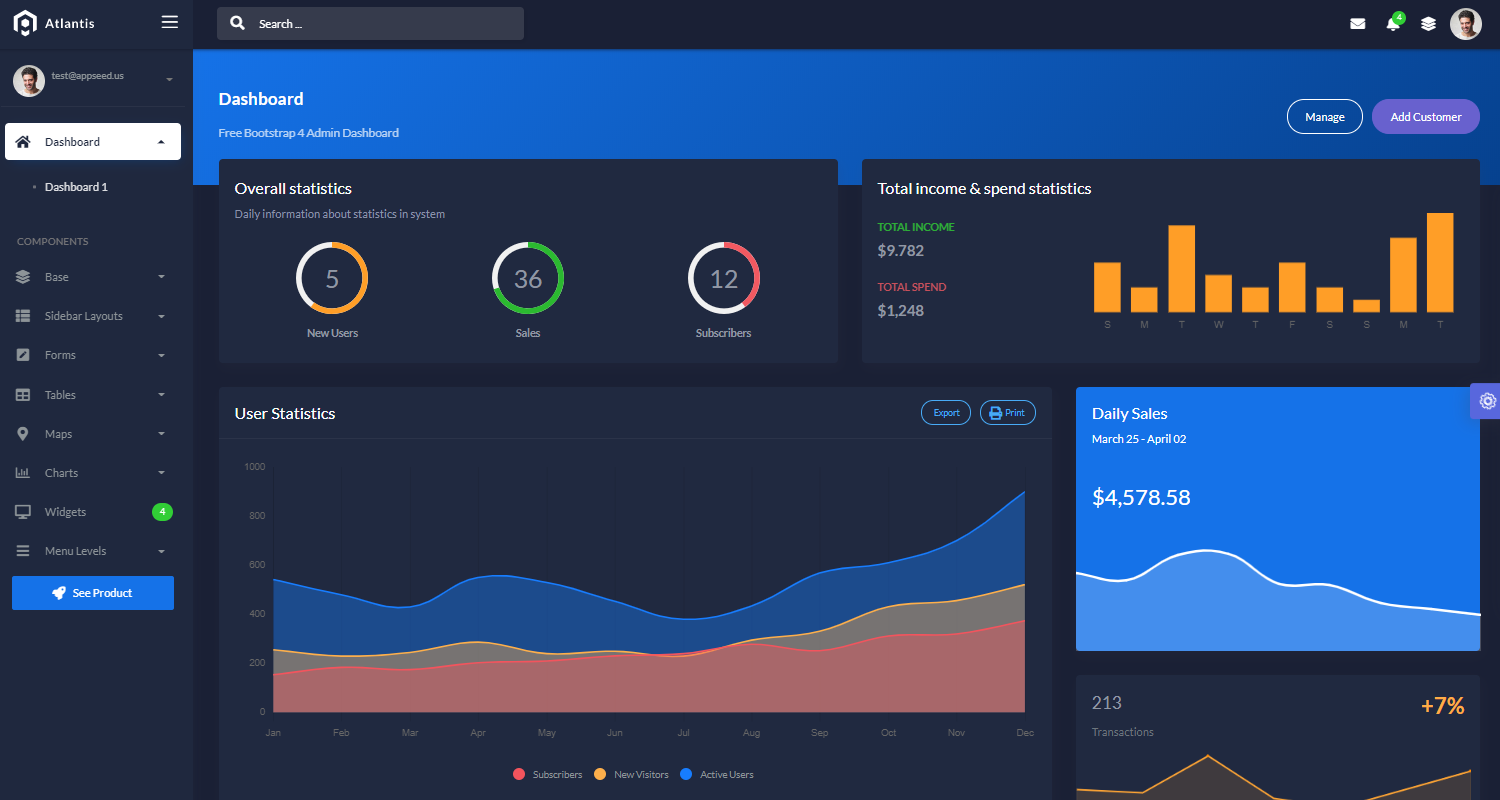 Atlantis
Search ...
4
test@appseed.us
Dashboard
Dashboard 1
COMPONENTS
Base
Sidebar Layouts
Forms
Tables
Maps
Charts
Widgets
4
Menu Levels
See Product
Dashboard
Free Bootstrap 4 Admin Dashboard
Manage
Add Customer
Overall statistics
Daily information about statistics in system
5
36
12
New Users
Sales
Subscribers
Total income & spend statistics
TOTAL INCOME
$9.782
TOTAL SPEND
$1,248
S M T W T F S S M T
User Statistics
Export
Print
1000
800
600
400
200
0
Jan Feb Mar Apr May Jun Jul Aug Sep Oct Nov Dec
Subscribers New Visitors Active Users
Daily Sales
March 25 - April 02
$4,578.58
213
+7%
Transactions